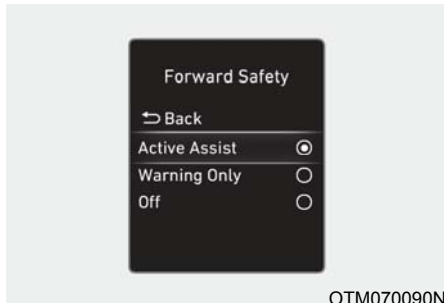 Forward Safety
Back
Active Assist
Warning Only
Off
OTM070090N